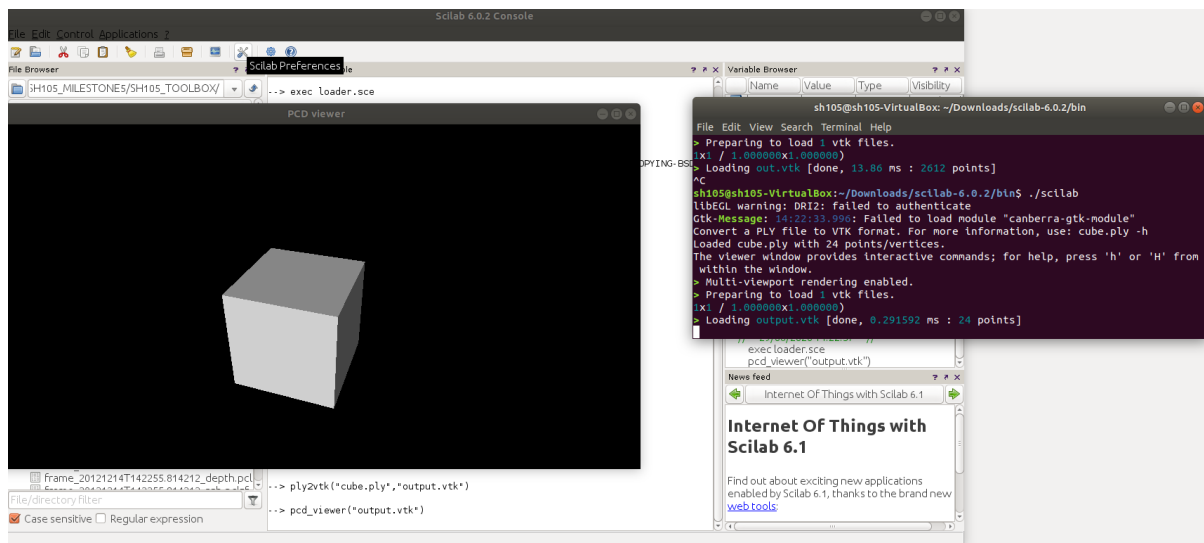 Scilab 6.0.2 Console
File Edit Control Applications ?
Scilab Preferences
File Browser ? ↗ x
SH105_MILESTONES/SH105_TOOLBOX/
frame_20121214T142255.814212_depth.pcl
File/directory filter
Case sensitive Regular expression
--> exec loader.sce
OPYING-BSD
--> ply2vtk("cube.ply","output.vtk")
--> pcd_viewer("output.vtk")
PCD viewer
Variable Browser ? ↗ x
Name Value Type Visibility
sh105@sh105-VirtualBox: ~/Downloads/scilab-6.0.2/bin
File Edit View Search Terminal Help
> Preparing to load 1 vtk files.
1x1 / 1.000000x1.000000)
> Loading out.vtk [done, 13.86 ms : 2612 points]
^C
sh105@sh105-VirtualBox:~/Downloads/scilab-6.0.2/bin$ ./scilab
libEGL warning: DRI2: failed to authenticate
Gtk-Message: 14:22:33.996: Failed to load module "canberra-gtk-module"
Convert a PLY file to VTK format. For more information, use: cube.ply -h
Loaded cube.ply with 24 points/vertices.
The viewer window provides interactive commands; for help, press 'h' or 'H' from
within the window.
> Multi-viewport rendering enabled.
> Preparing to load 1 vtk files.
1x1 / 1.000000x1.000000)
> Loading output.vtk [done, 0.291592 ms : 24 points]
exec loader.sce
pcd_viewer("output.vtk")
News feed ? ↗ x
Internet Of Things with Scilab 6.1
Internet Of Things with
Scilab 6.1
Find out about exciting new applications
enabled by Scilab 6.1, thanks to the brand new
web tools: